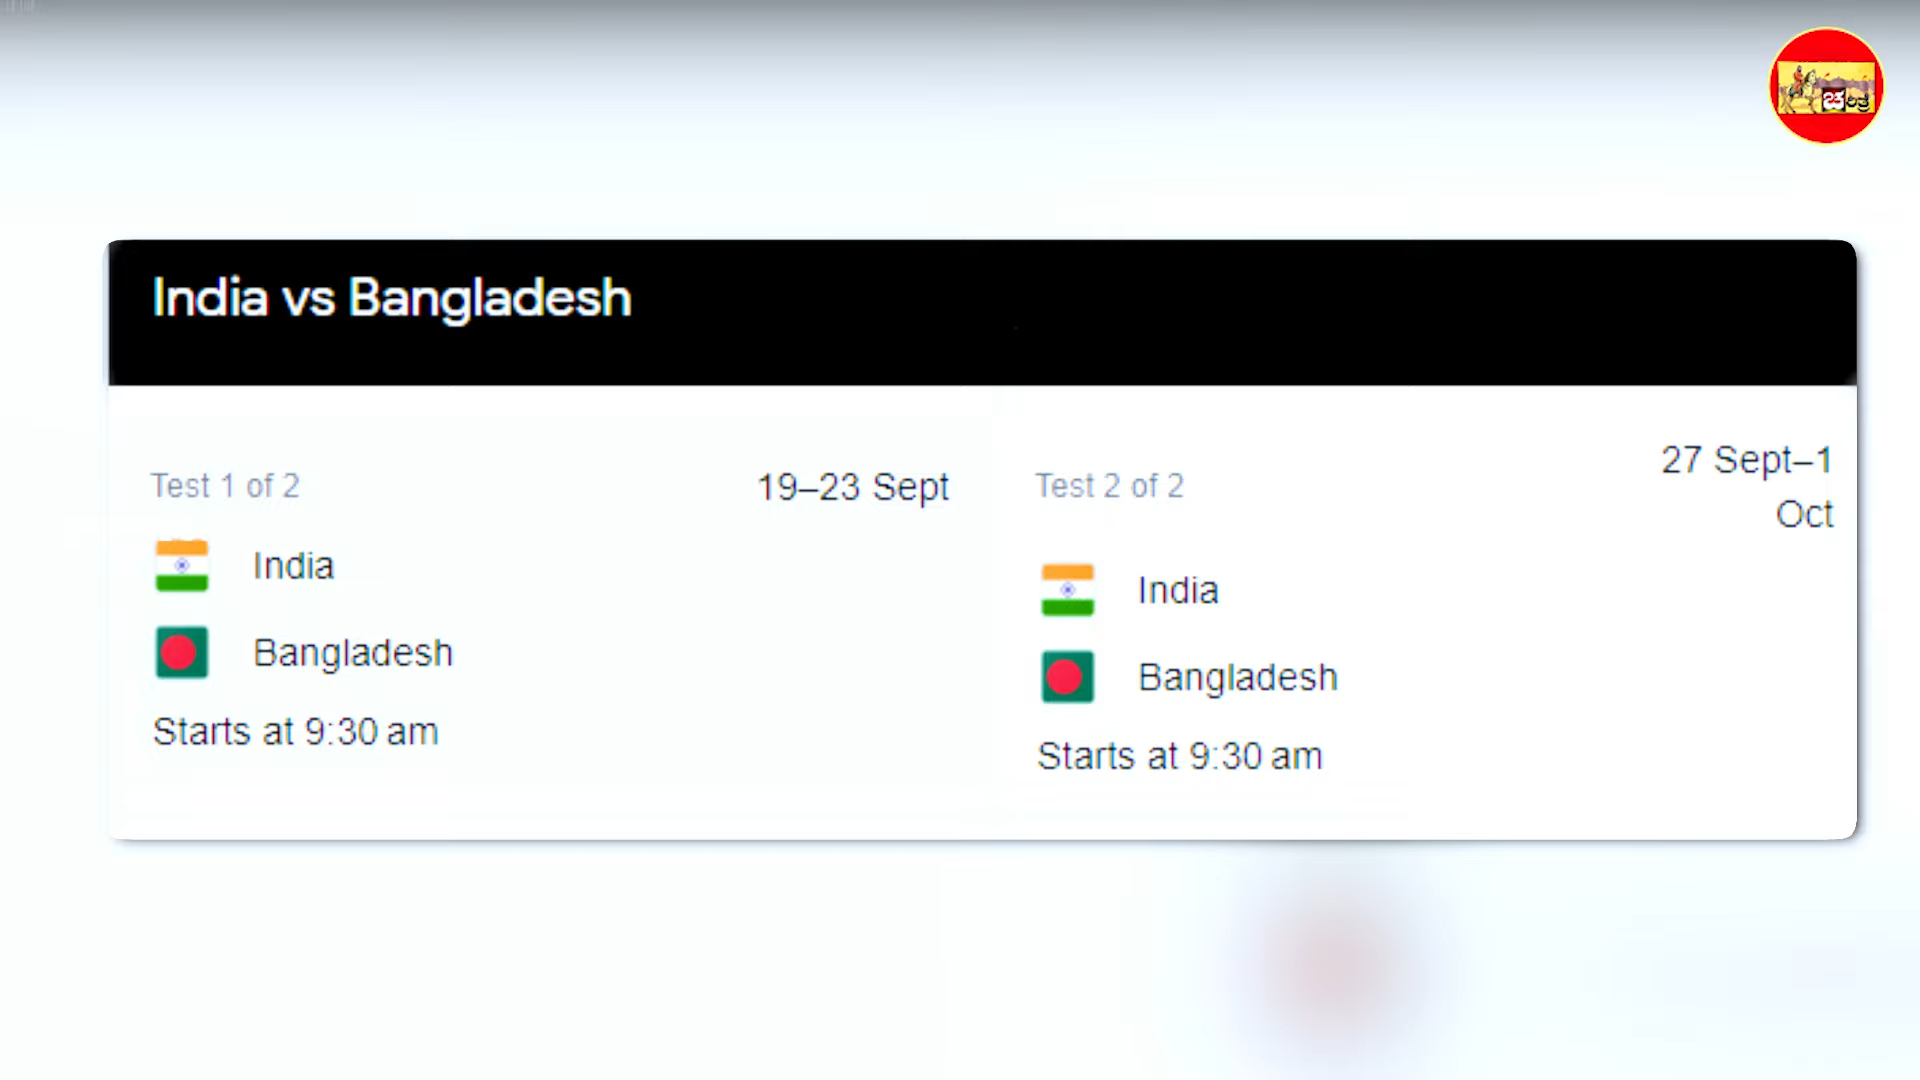 ಚರಿತ್ರೆ
India vs Bangladesh
Test 1 of 2
19–23 Sept
India
Bangladesh
Starts at 9:30 am
Test 2 of 2
27 Sept–1
Oct
India
Bangladesh
Starts at 9:30 am